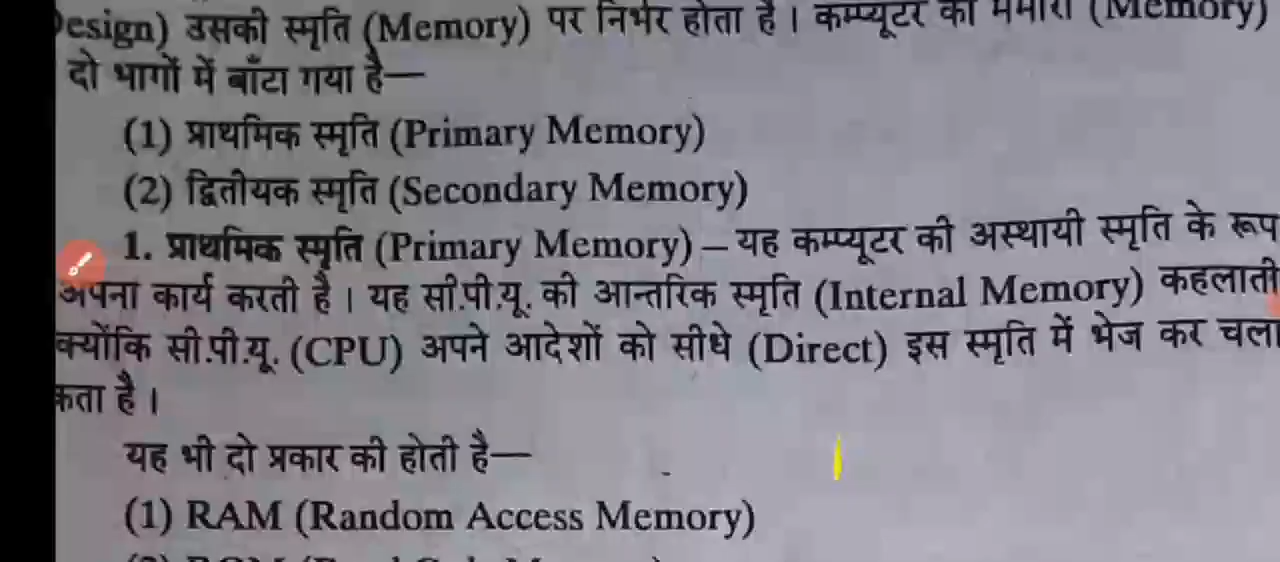 Design) उसकी स्मृति (Memory) पर निर्भर होता है। कम्प्यूटर की मेमोरी (Memory)
दो भागों में बाँटा गया है—
(1) प्राथमिक स्मृति (Primary Memory)
(2) द्वितीयक स्मृति (Secondary Memory)
1. प्राथमिक स्मृति (Primary Memory) – यह कम्प्यूटर की अस्थायी स्मृति के रूप
अपना कार्य करती है। यह सी.पी.यू. की आन्तरिक स्मृति (Internal Memory) कहलाती
क्योंकि सी.पी.यू. (CPU) अपने आदेशों को सीधे (Direct) इस स्मृति में भेज कर चला
कता है।
यह भी दो प्रकार की होती है—
(1) RAM (Random Access Memory)